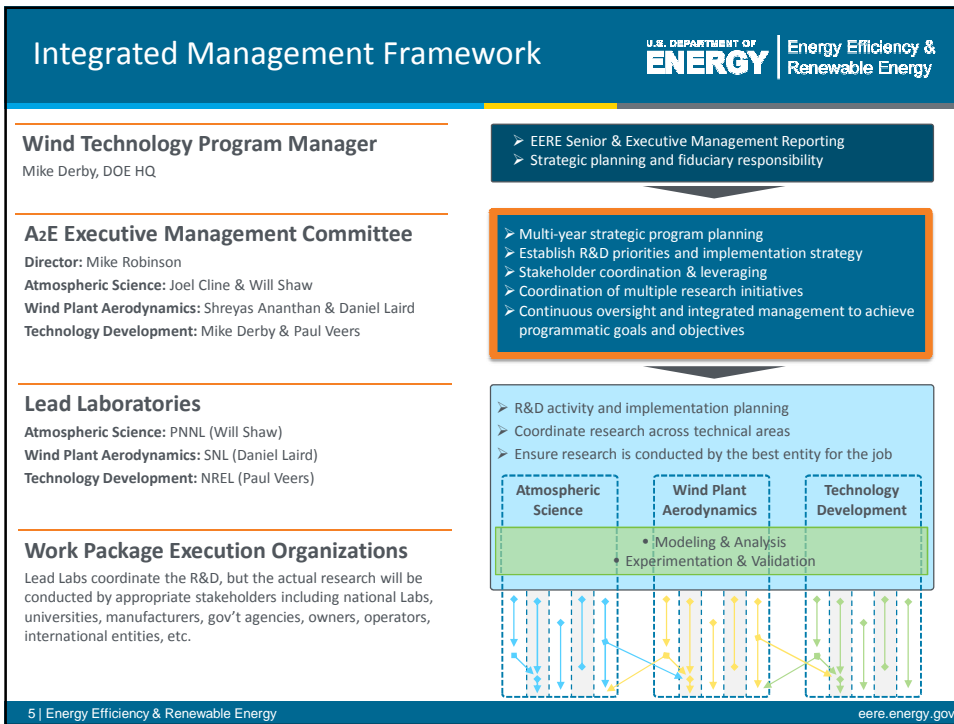 Integrated Management Framework
U.S. DEPARTMENT OF
ENERGY
Energy Efficiency &
Renewable Energy
Wind Technology Program Manager
Mike Derby, DOE HQ
➢ EERE Senior & Executive Management Reporting
➢ Strategic planning and fiduciary responsibility
A2E Executive Management Committee
Director: Mike Robinson
Atmospheric Science: Joel Cline & Will Shaw
Wind Plant Aerodynamics: Shreyas Ananthan & Daniel Laird
Technology Development: Mike Derby & Paul Veers
➢ Multi-year strategic program planning
➢ Establish R&D priorities and implementation strategy
➢ Stakeholder coordination & leveraging
➢ Coordination of multiple research initiatives
➢ Continuous oversight and integrated management to achieve
programmatic goals and objectives
Lead Laboratories
Atmospheric Science: PNNL (Will Shaw)
Wind Plant Aerodynamics: SNL (Daniel Laird)
Technology Development: NREL (Paul Veers)
➢ R&D activity and implementation planning
➢ Coordinate research across technical areas
➢ Ensure research is conducted by the best entity for the job
Atmospheric
Science
Wind Plant
Aerodynamics
Technology
Development
• Modeling & Analysis
• Experimentation & Validation
Work Package Execution Organizations
Lead Labs coordinate the R&D, but the actual research will be
conducted by appropriate stakeholders including national Labs,
universities, manufacturers, gov't agencies, owners, operators,
international entities, etc.
5 | Energy Efficiency & Renewable Energy
eere.energy.gov